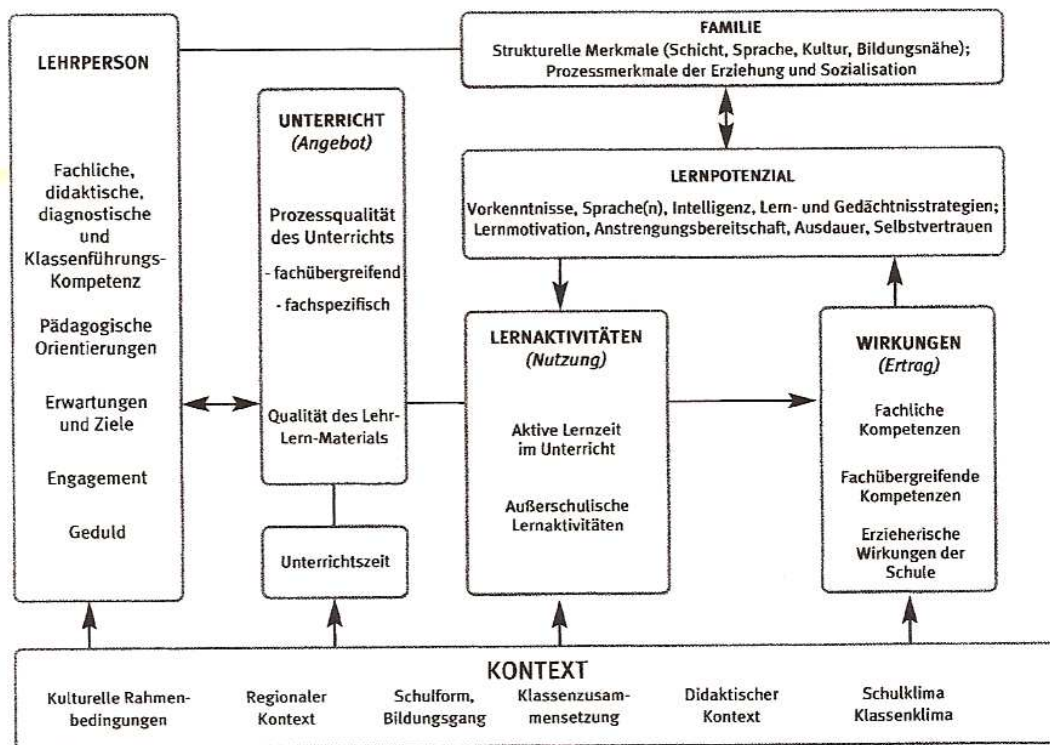 LEHRPERSON
Fachliche,
didaktische,
diagnostische
und
Klassenführungs-
Kompetenz
Pädagogische
Orientierungen
Erwartungen
und Ziele
Engagement
Geduld
UNTERRICHT
(Angebot)
Prozessqualität
des Unterrichts
- fachübergreifend
- fachspezifisch
Qualität des Lehr-
Lern-Materials
Unterrichtszeit
FAMILIE
Strukturelle Merkmale (Schicht, Sprache, Kultur, Bildungsnähe);
Prozessmerkmale der Erziehung und Sozialisation
LERNPOTENZIAL
Vorkenntnisse, Sprache(n), Intelligenz, Lern- und Gedächtnisstrategien;
Lernmotivation, Anstrengungsbereitschaft, Ausdauer, Selbstvertrauen
LERNAKTIVITÄTEN
(Nutzung)
Aktive Lernzeit
im Unterricht
Außerschulische
Lernaktivitäten
WIRKUNGEN
(Ertrag)
Fachliche
Kompetenzen
Fachübergreifende
Kompetenzen
Erzieherische
Wirkungen der
Schule
KONTEXT
Kulturelle Rahmen-
bedingungen
Regionaler
Kontext
Schulform,
Bildungsgang
Klassenzusam-
mensetzung
Didaktischer
Kontext
Schulklima
Klassenklima